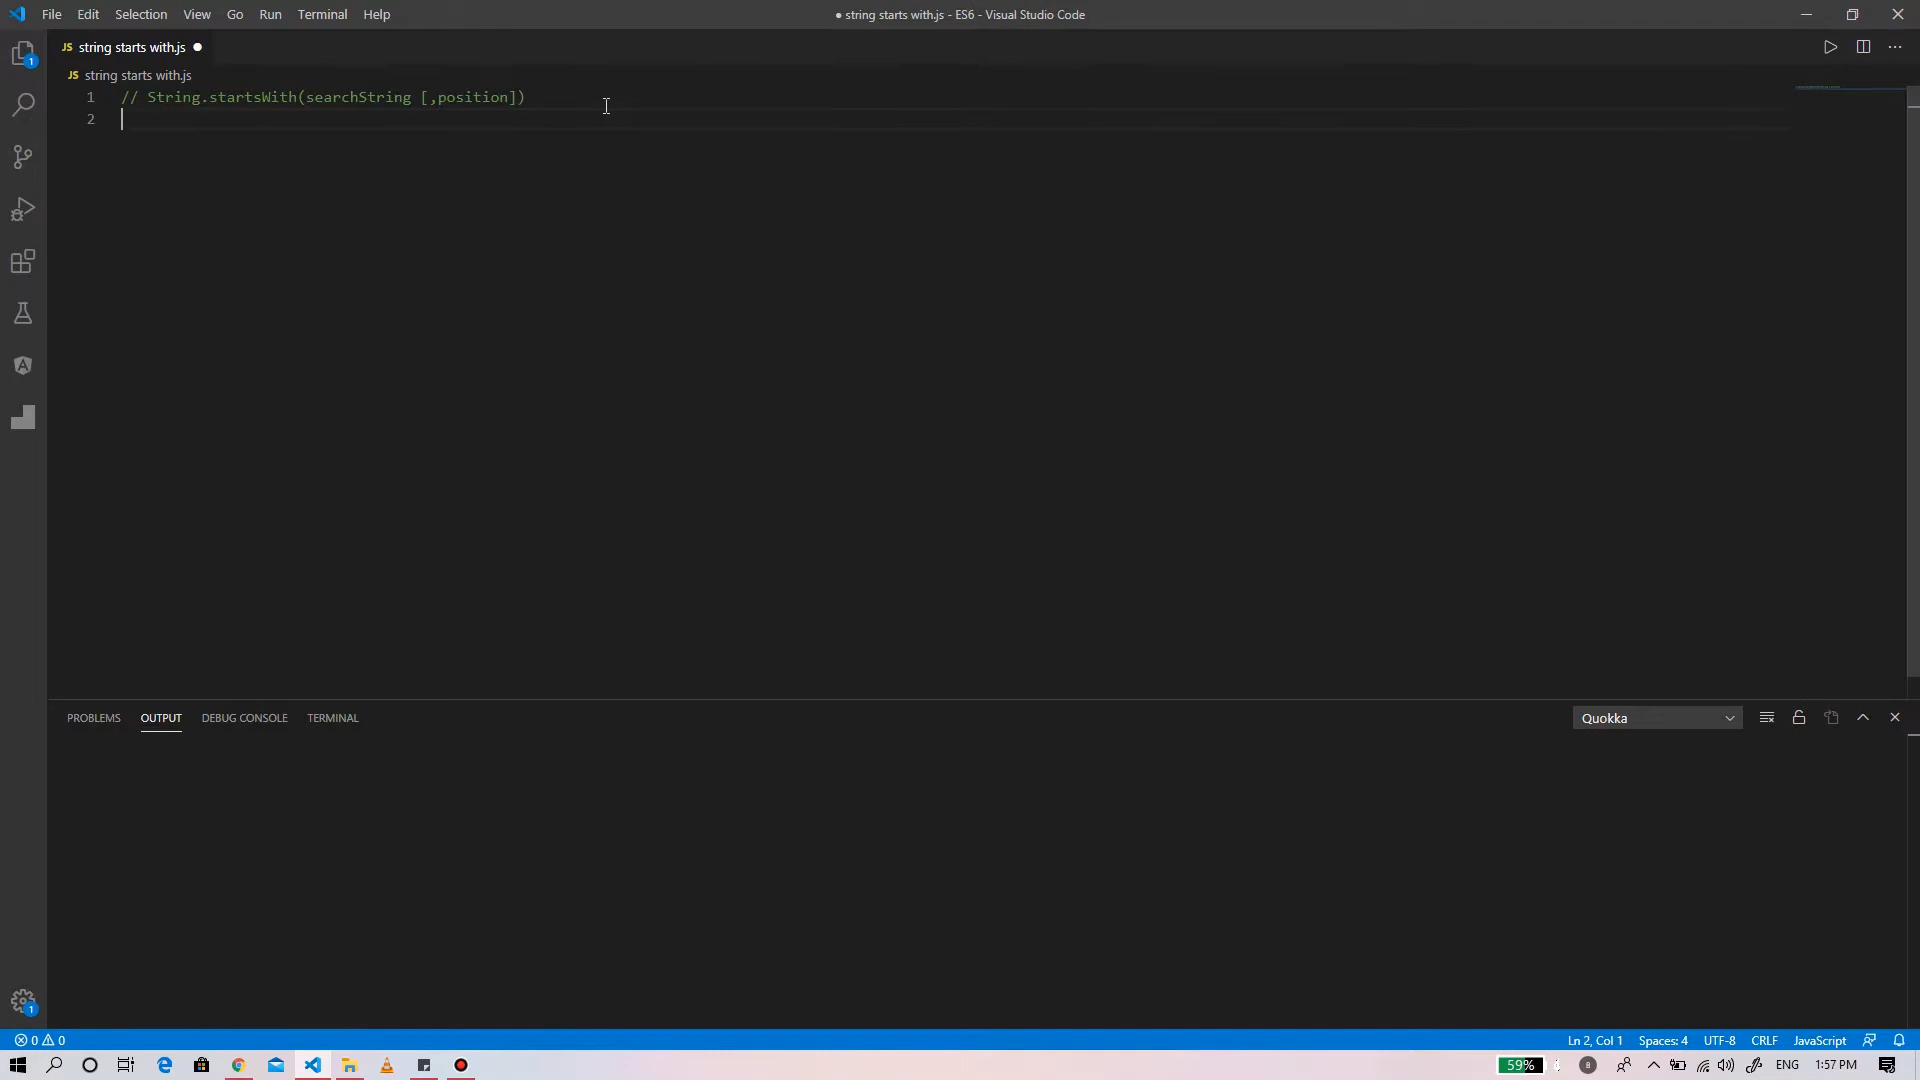 File Edit Selection View Go Run Terminal Help
● string starts with.js - ES6 - Visual Studio Code
JS string starts with.js ●
JS string starts with.js
1 // String.startsWith(searchString [,position])
2
PROBLEMS OUTPUT DEBUG CONSOLE TERMINAL
Quokka
0 0
Ln 2, Col 1 Spaces: 4 UTF-8 CRLF JavaScript
59%
ENG 1:57 PM
1
1